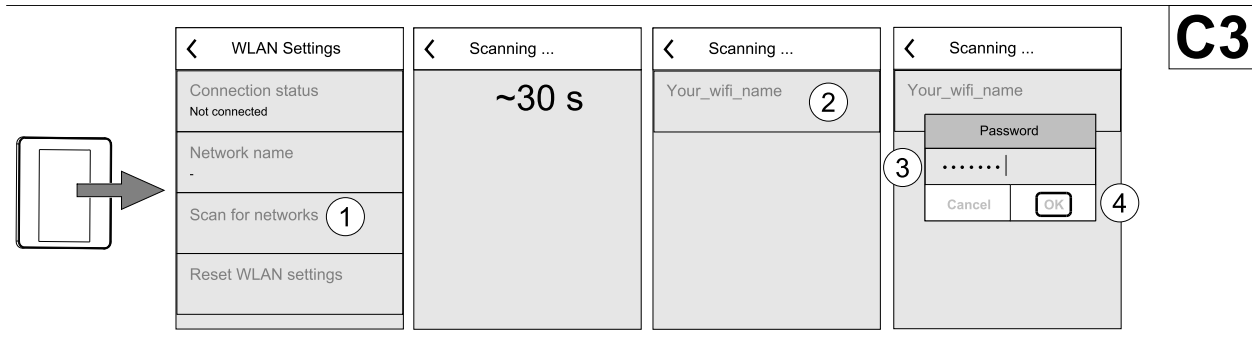 C3
WLAN Settings
Connection status
Not connected
Network name
-
Scan for networks 1
Reset WLAN settings
Scanning ...
~30 s
Scanning ...
Your_wifi_name 2
Scanning ...
Your_wifi_name
Password
3 •••••••|
Cancel OK 4